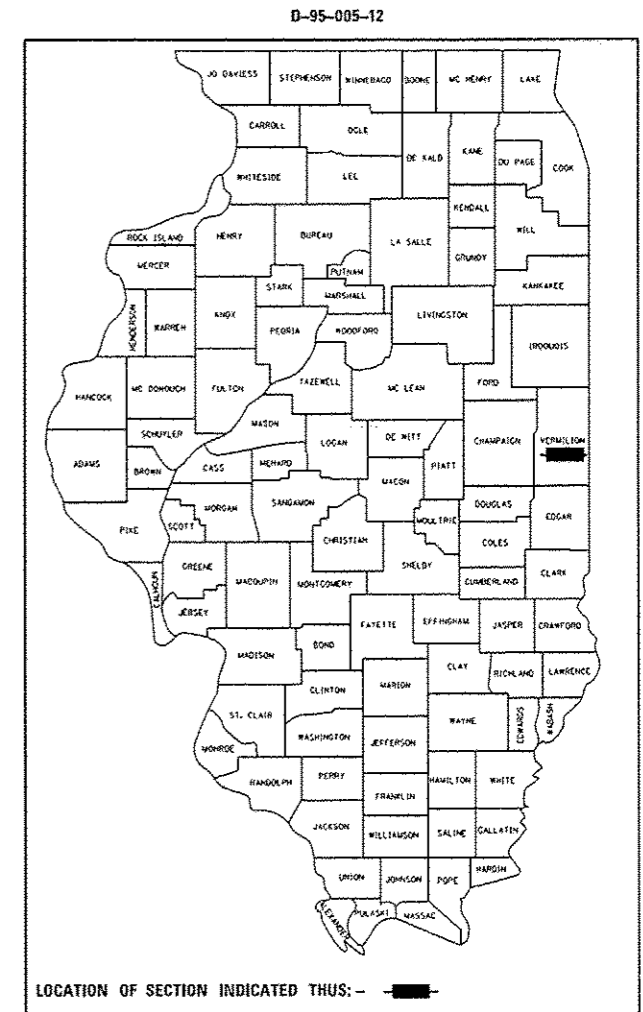 D-95-005-12
JO DAVIESS STEPHENSON WINNEBAGO BOONE MC HENRY LAKE
CARROLL OGLE KANE
DE KALB DU PAGE COOK
WHITESIDE LEE
KENDALL
ROCK ISLAND HENRY BUREAU LA SALLE WILL
MERCER PUTNAM GRUNDY
STARK MARSHALL KANKAKEE
HENDERSON WARREN KNOX PEORIA WOODFORD LIVINGSTON
IROQUOIS
HANCOCK MC DONOUGH FULTON TAZEWELL MC LEAN FORD
MASON
SCHUYLER LOGAN DE WITT CHAMPAIGN VERMILION
ADAMS BROWN CASS MENARD PIATT
MACON
MORGAN SANGAMON DOUGLAS EDGAR
PIKE SCOTT MOULTRIE
CHRISTIAN COLES
GREENE SHELBY
CALHOUN MACOUPIN MONTGOMERY CUMBERLAND CLARK
JERSEY
FAYETTE EFFINGHAM JASPER CRAWFORD
MADISON BOND
CLAY RICHLAND LAWRENCE
CLINTON MARION
ST. CLAIR WAYNE EDWARDS WABASH
WASHINGTON JEFFERSON
MONROE
RANDOLPH PERRY HAMILTON WHITE
FRANKLIN
JACKSON WILLIAMSON SALINE GALLATIN
UNION JOHNSON POPE HARDIN
ALEXANDER PULASKI MASSAC
LOCATION OF SECTION INDICATED THUS: -